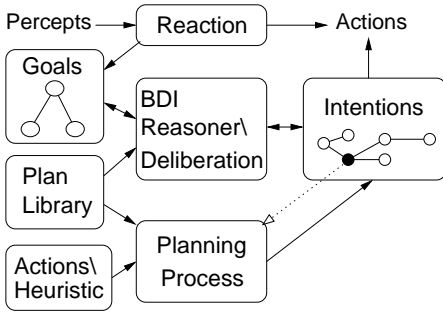 Percepts
Reaction
Actions
Goals
BDI
Reasoner\
Deliberation
Intentions
Plan
Library
Planning
Process
Actions\
Heuristic